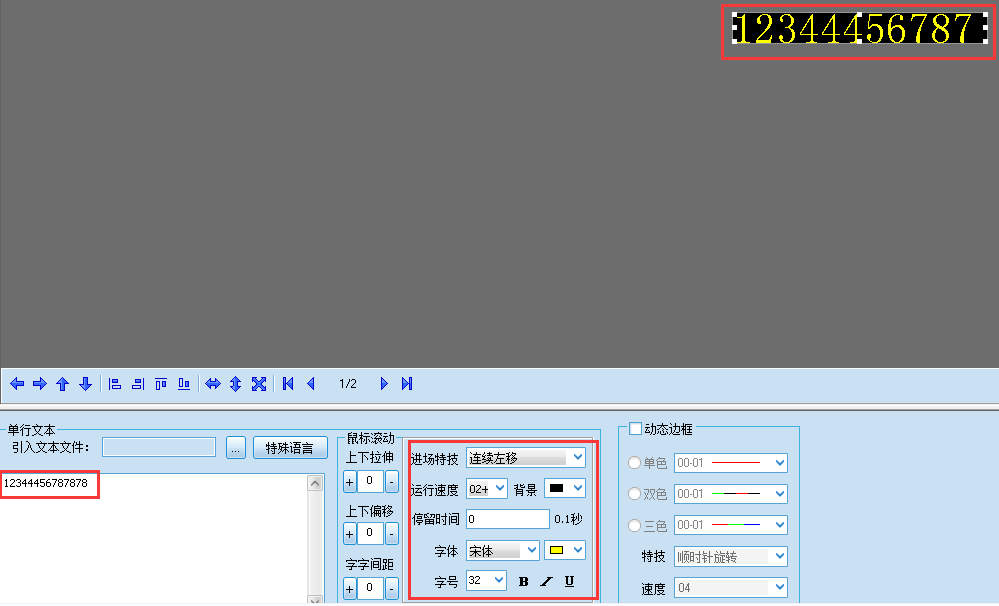 12344456787
1/2
单行文本
引入文本文件：
...
特殊语言
12344456787878
鼠标滚动
上下拉伸
+ 0 -
上下偏移
+ 0 -
字字间距
+ 0 -
进场特技 连续左移
运行速度 02+ 背景
停留时间 0 0.1秒
字体 宋体
字号 32 B I U
动态边框
单色 00-01
双色 00-01
三色 00-01
特技 顺时针旋转
速度 04